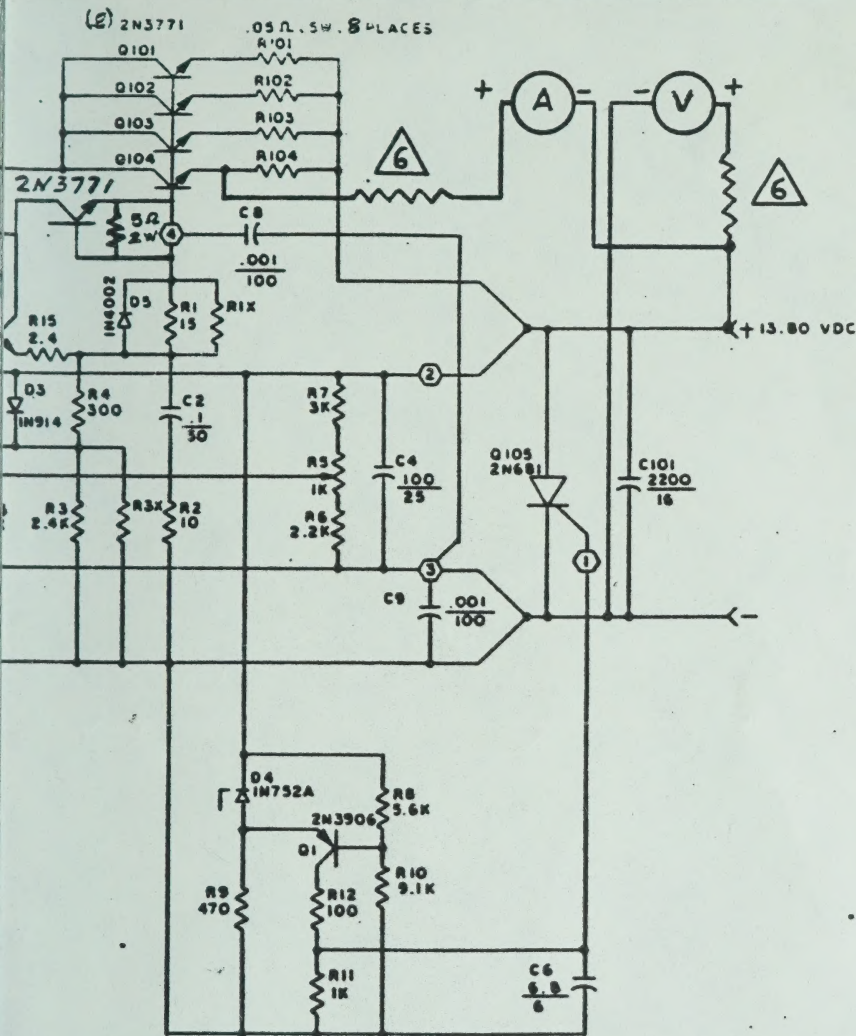 (8) 2N3771
.05Ω. 5W. 8 PLACES
Q101
R101
Q102
R102
Q103
R103
Q104
R104
+ A -
- V +
6
6
2N3771
5Ω
2W
4
C8
.001
100
1N4002
D5
R1
15
R1X
R15
2.4
+ 13.80 VDC
D3
1N914
R4
300
C2
.1
50
R7
3K
2
R5
1K
C4
100
25
Q105
2N681
C101
2200
16
R3
2.4K
R3X
R2
10
R6
2.2K
1
3
C9
.001
100
-
D4
1N752A
R8
5.6K
2N3906
Q1
R9
470
R12
100
R10
9.1K
R11
1K
C6
6.8
6